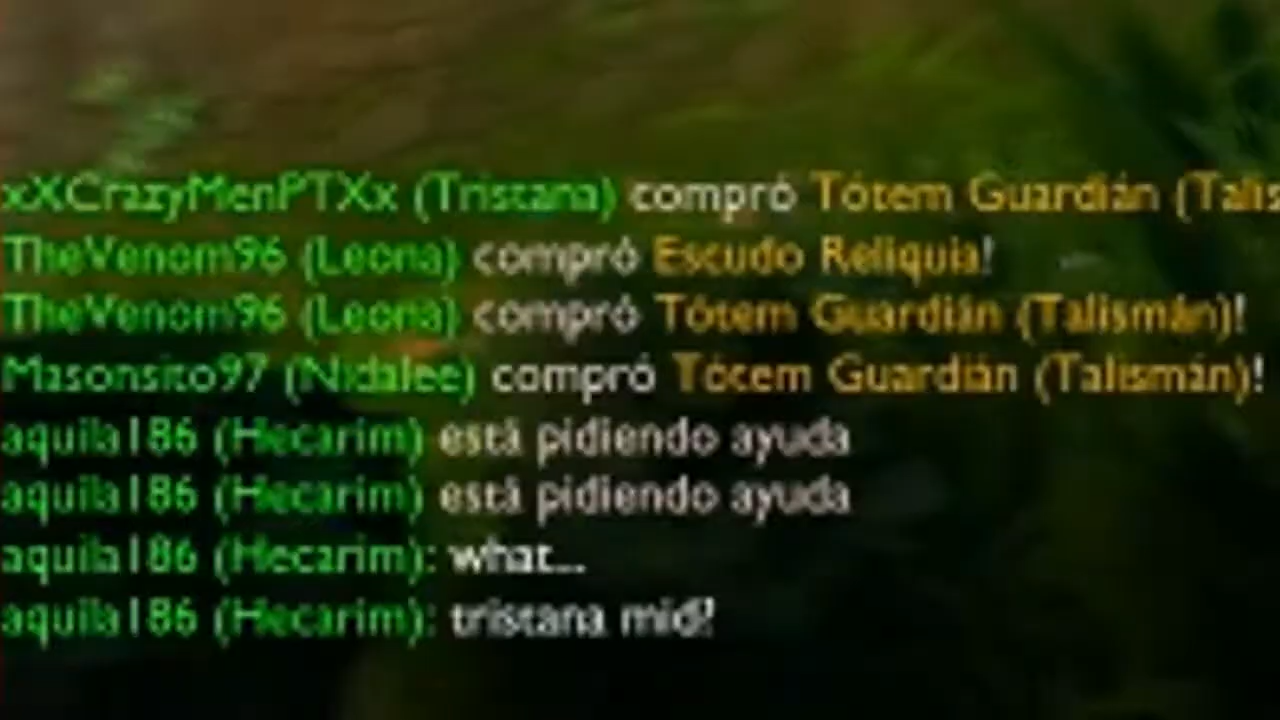 xXCrazyMenPTXx (Tristana) compró Tótem Guardián (Talis
TheVenom96 (Leona) compró Escudo Reliquia!
TheVenom96 (Leona) compró Tótem Guardián (Talismán)!
Masonsito97 (Nidalee) compró Tótem Guardián (Talismán)!
aquila186 (Hecarim) está pidiendo ayuda
aquila186 (Hecarim) está pidiendo ayuda
aquila186 (Hecarim): what...
aquila186 (Hecarim): tristana mid?